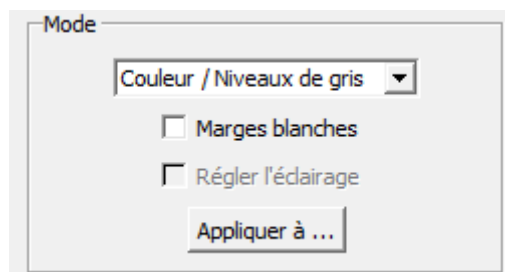 Mode
Couleur / Niveaux de gris
Marges blanches
Régler l'éclairage
Appliquer à ...